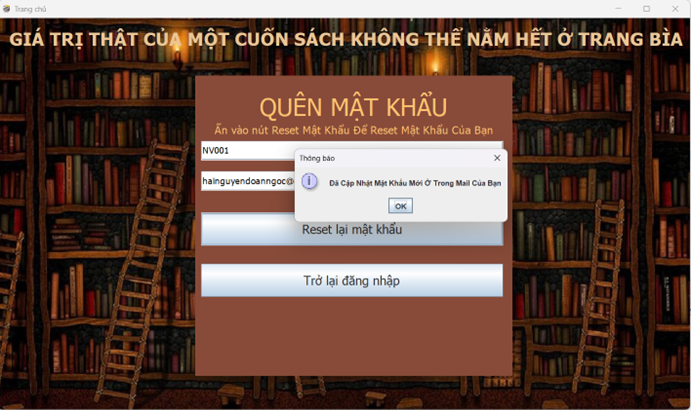 Trang chủ
GIÁ TRỊ THẬT CỦA MỘT CUỐN SÁCH KHÔNG THỂ NẰM HẾT Ở TRANG BÌA
QUÊN MẬT KHẨU
Ấn vào nút Reset Mật Khẩu Để Reset Mật Khẩu Của Bạn
NV001
Thông báo
Đã Cập Nhật Mật Khẩu Mới Ở Trong Mail Của Bạn
OK
hainguyendoanngoc@
Reset lại mật khẩu
Trở lại đăng nhập